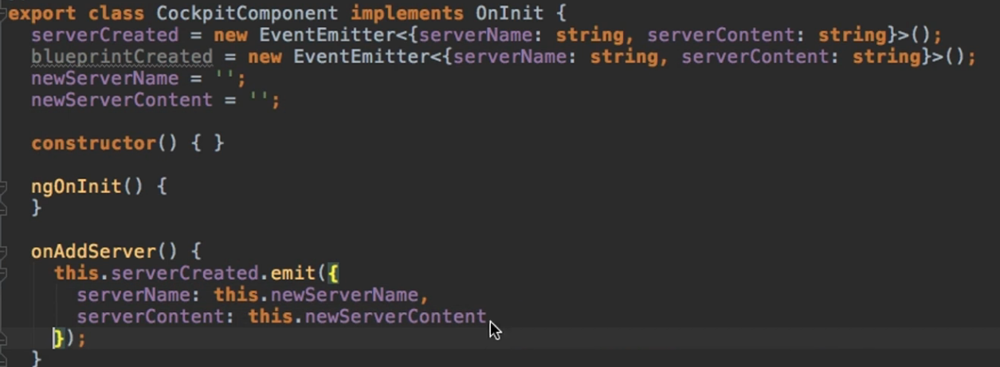 export class CockpitComponent implements OnInit {
serverCreated = new EventEmitter<{serverName: string, serverContent: string}>();
blueprintCreated = new EventEmitter<{serverName: string, serverContent: string}>();
newServerName = '';
newServerContent = '';
constructor() { }
ngOnInit() {
}
onAddServer() {
this.serverCreated.emit({
serverName: this.newServerName,
serverContent: this.newServerContent
});
}